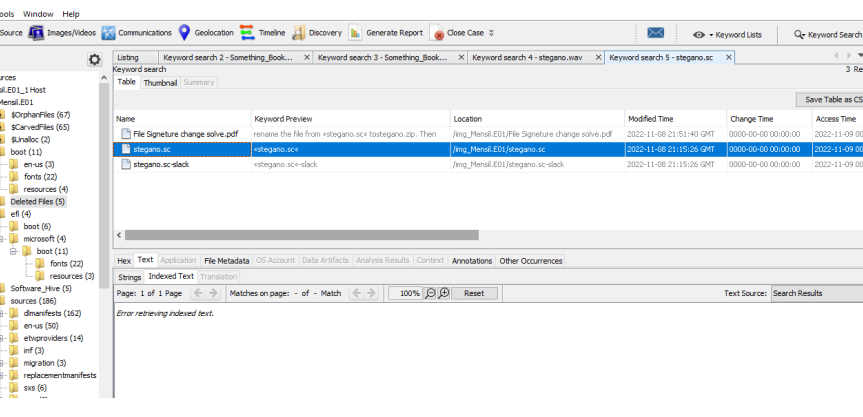 ools Window Help
Source Images/Videos Communications Geolocation Timeline Discovery Generate Report Close Case Keyword Lists Keyword Search
Listing Keyword search 2 - Something_Book... X Keyword search 3 - Something_Book... X Keyword search 4 - stegano.wav X Keyword search 5 - stegano.sc X
Keyword search 3 Re
Table Thumbnail Summary
Save Table as CS
Name Keyword Preview Location Modified Time Change Time Access Time
File Signeture change solve.pdf rename the file from «stegano.sc« tostegano.zip. Then /img_Mensil.E01/File Signeture change solve.pdf 2022-11-08 21:51:40 GMT 0000-00-00 00:00:00 2022-11-09 00
stegano.sc «stegano.sc« /img_Mensil.E01/stegano.sc 2022-11-08 21:15:26 GMT 0000-00-00 00:00:00 2022-11-09 00
stegano.sc-slack «stegano.sc«-slack /img_Mensil.E01/stegano.sc-slack 2022-11-08 21:15:26 GMT 0000-00-00 00:00:00 2022-11-09 00
urces
sil.E01_1 Host
Mensil.E01
$OrphanFiles (67)
$CarvedFiles (65)
$Unalloc (2)
boot (11)
en-us (3)
fonts (22)
resources (4)
Deleted Files (5)
efi (4)
boot (6)
microsoft (4)
boot (11)
fonts (22)
resources (3)
Software_Hive (5)
sources (186)
dlmanifests (162)
en-us (50)
etwproviders (14)
inf (3)
migration (3)
replacementmanifests
sxs (6)
Hex Text Application File Metadata OS Account Data Artifacts Analysis Results Context Annotations Other Occurrences
Strings Indexed Text Translation
Page: 1 of 1 Page Matches on page: - of - Match 100% Reset Text Source: Search Results
Error retrieving indexed text.